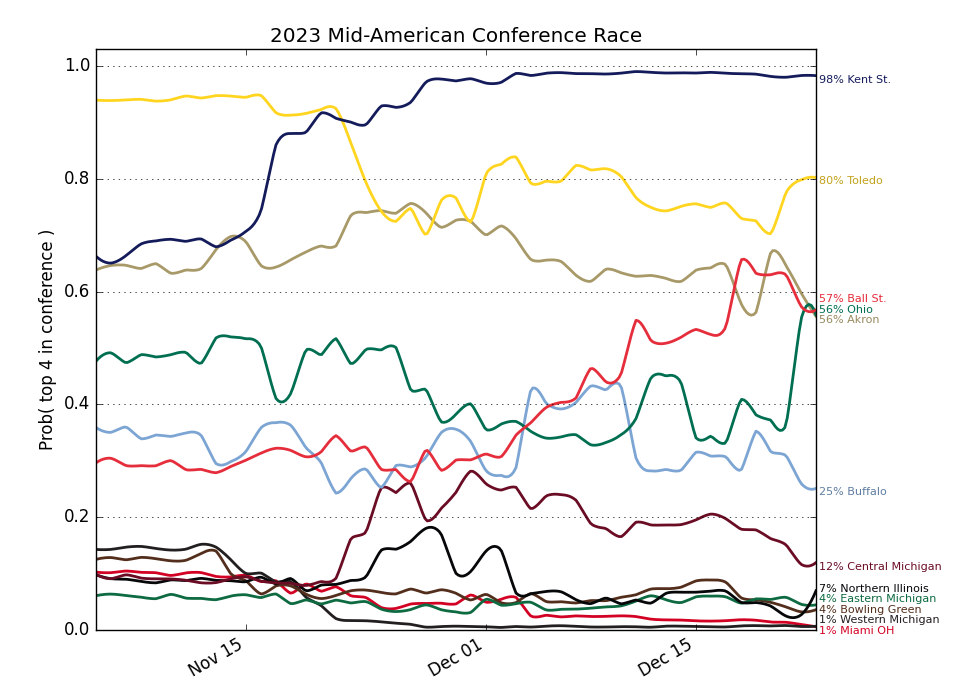 2023 Mid-American Conference Race
Prob( top 4 in conference )
1.0
0.8
0.6
0.4
0.2
0.0
Nov 15
Dec 01
Dec 15
98% Kent St.
80% Toledo
57% Ball St.
56% Ohio
56% Akron
25% Buffalo
12% Central Michigan
7% Northern Illinois
4% Eastern Michigan
4% Bowling Green
1% Western Michigan
1% Miami OH